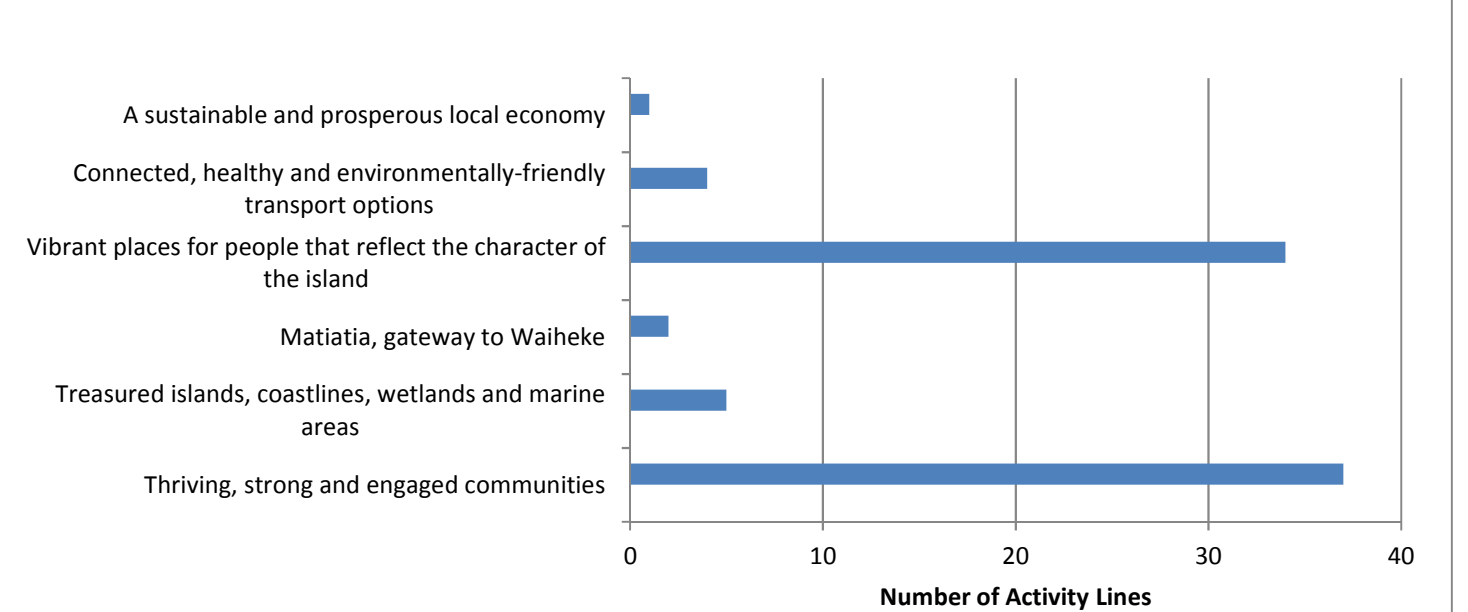 A sustainable and prosperous local economy
Connected, healthy and environmentally-friendly
transport options
Vibrant places for people that reflect the character of
the island
Matiatia, gateway to Waiheke
Treasured islands, coastlines, wetlands and marine
areas
Thriving, strong and engaged communities
0 10 20 30 40
Number of Activity Lines